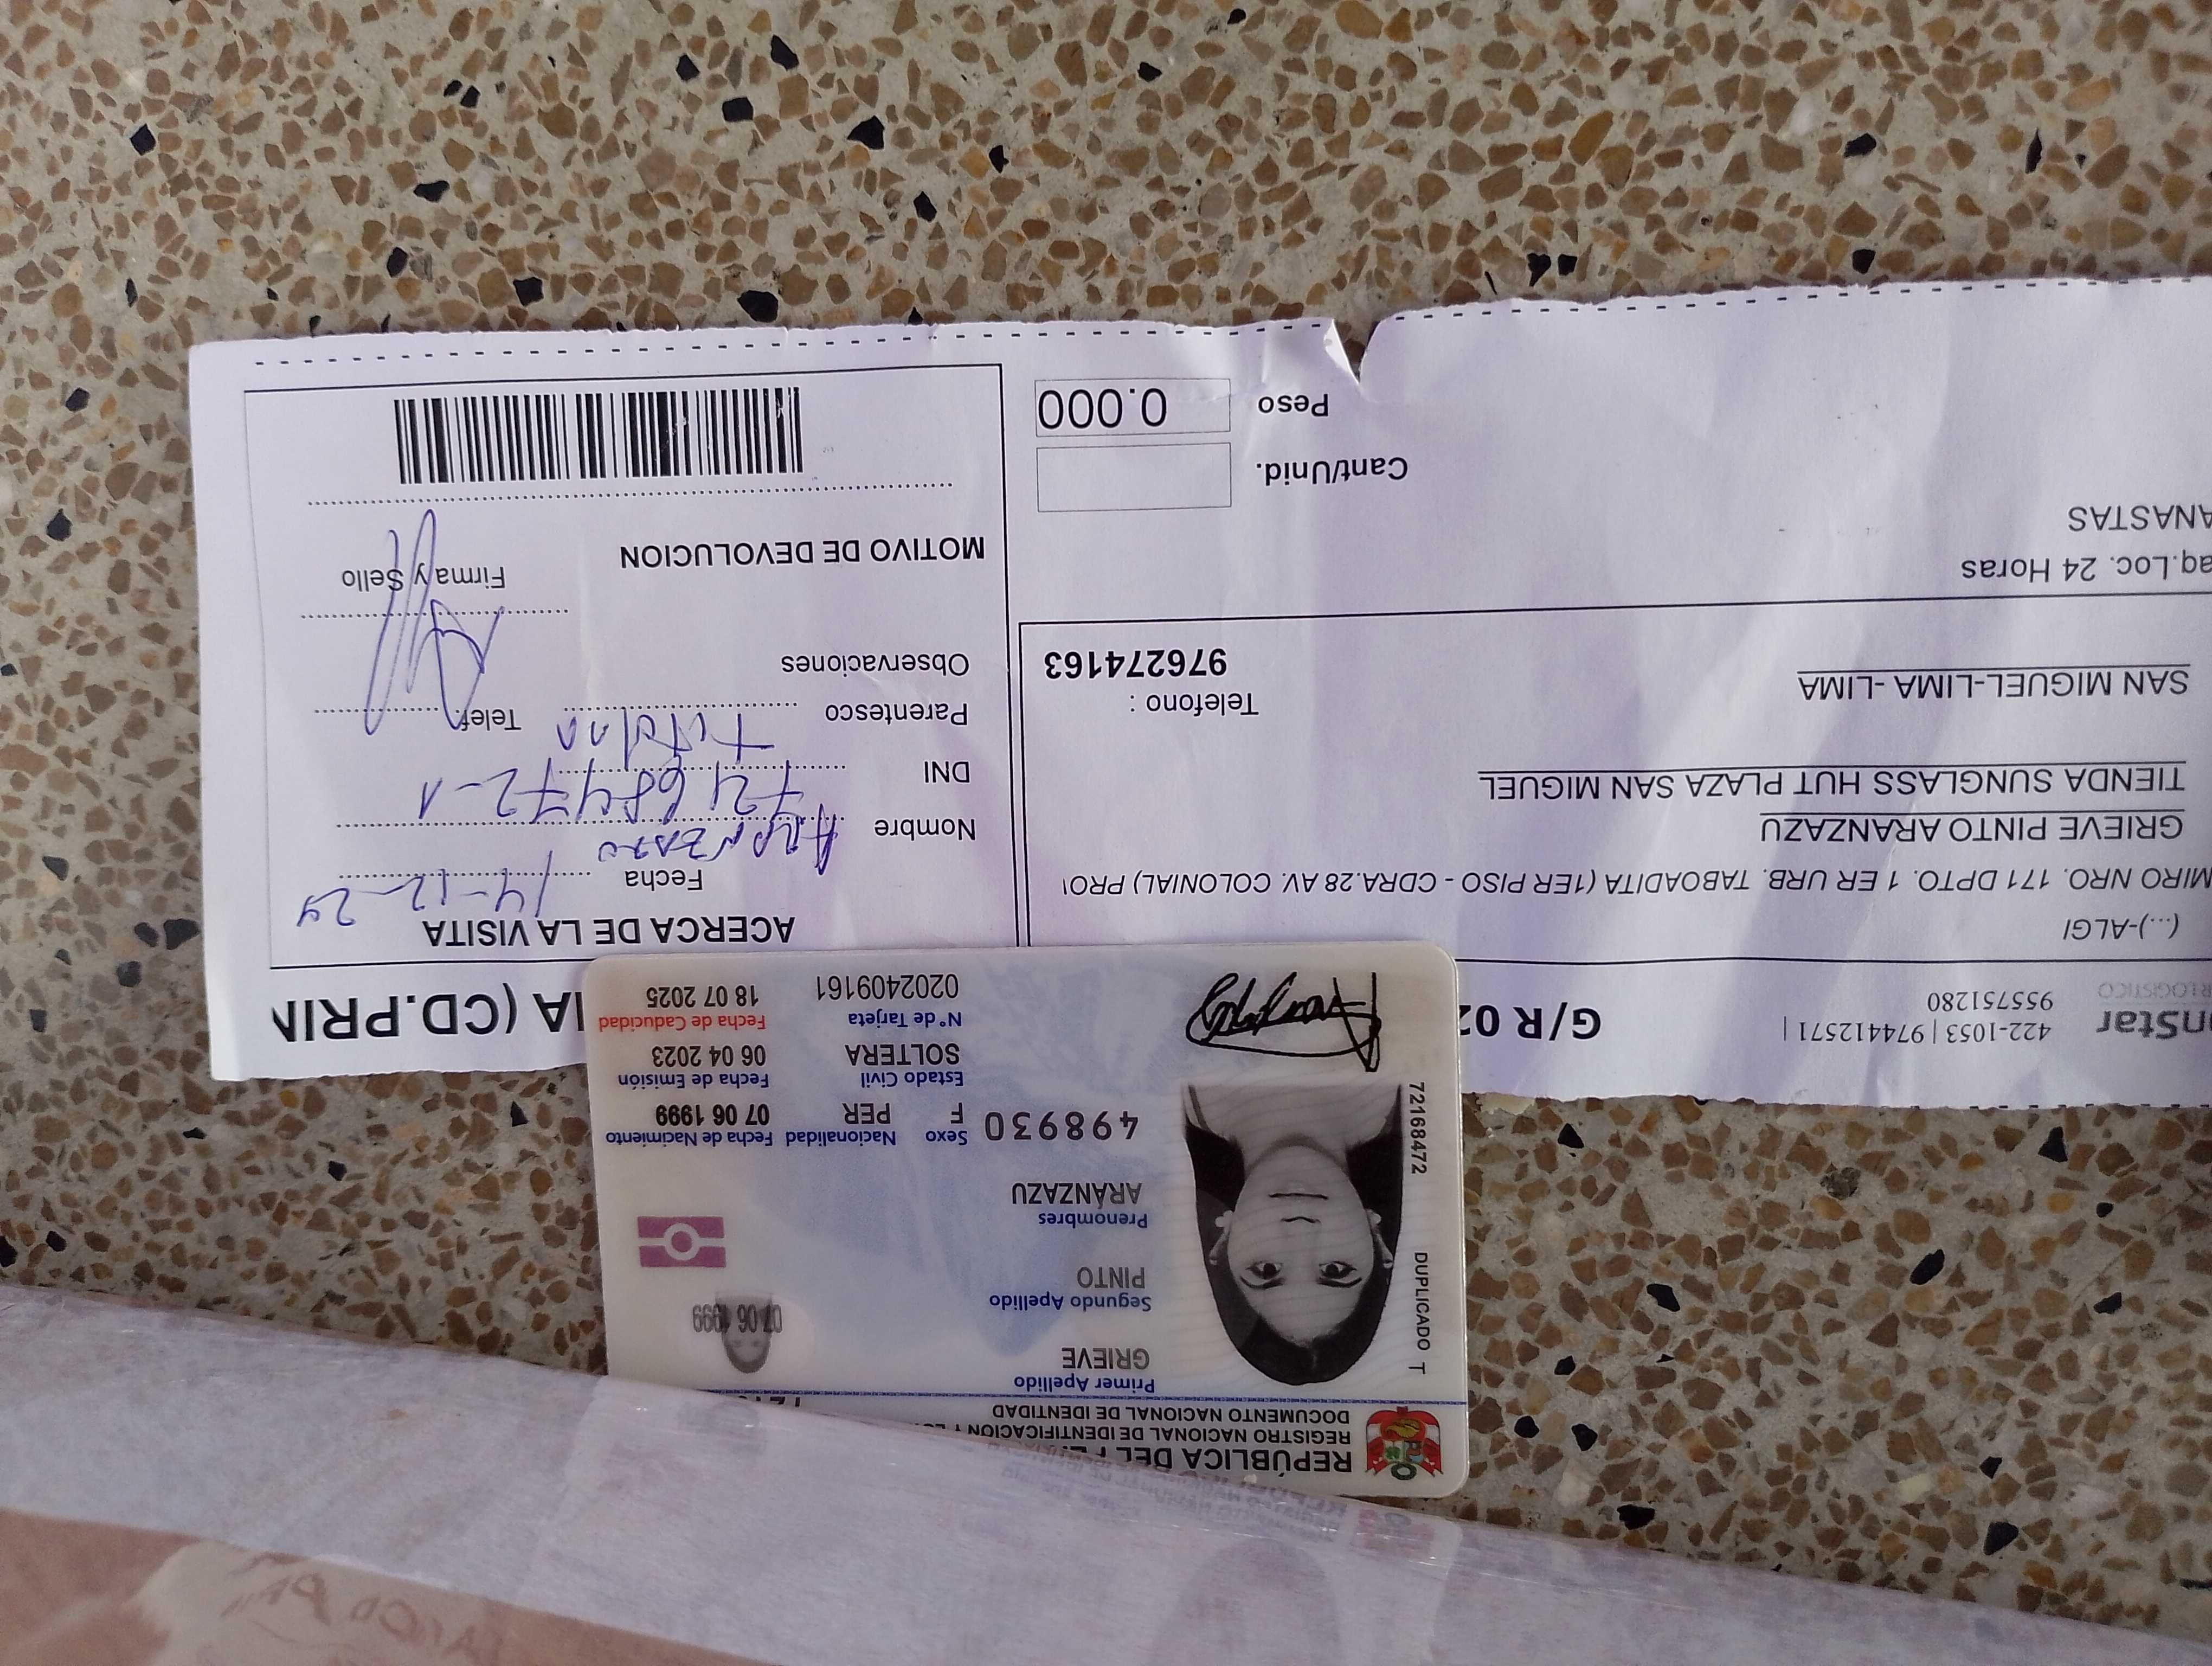 REPÚBLICA DEL
REGISTRO NACIONAL DE IDENTIFICACIÓN Y
DOCUMENTO NACIONAL DE IDENTIDAD
Primer Apellido
GRIEVE
Segundo Apellido
PINTO
07 06 1999
Prenombres
ARANZAZU
DUPLICADO T
72168472
498930
Sexo Nacionalidad Fecha de Nacimiento
F PER 07 06 1999
Estado Civil Fecha de Emisión
SOLTERA 06 04 2023
N° de Tarjeta Fecha de Caducidad
0202409161 18 07 2025
nStar
422-1053 | 974412571 |
955751280
G/R 02
IA (CD.PRIN
(...)-ALGI
MIRO NRO. 171 DPTO. 1 ER URB. TABOADITA (1ER PISO - CDRA.28 AV. COLONIAL) PRO
GRIEVE PINTO ARANZAZU
TIENDA SUNGLASS HUT PLAZA SAN MIGUEL
SAN MIGUEL-LIMA -LIMA
Telefono :
976274163
aq.Loc. 24 Horas
ANASTAS
Cant/Unid.
Peso 0.000
ACERCA DE LA VISITA
Fecha 14-12-24
Nombre ARANZAZU
DNI 72168472-1
Parentesco titular Telef.
Observaciones
Firma y Sello
MOTIVO DE DEVOLUCION